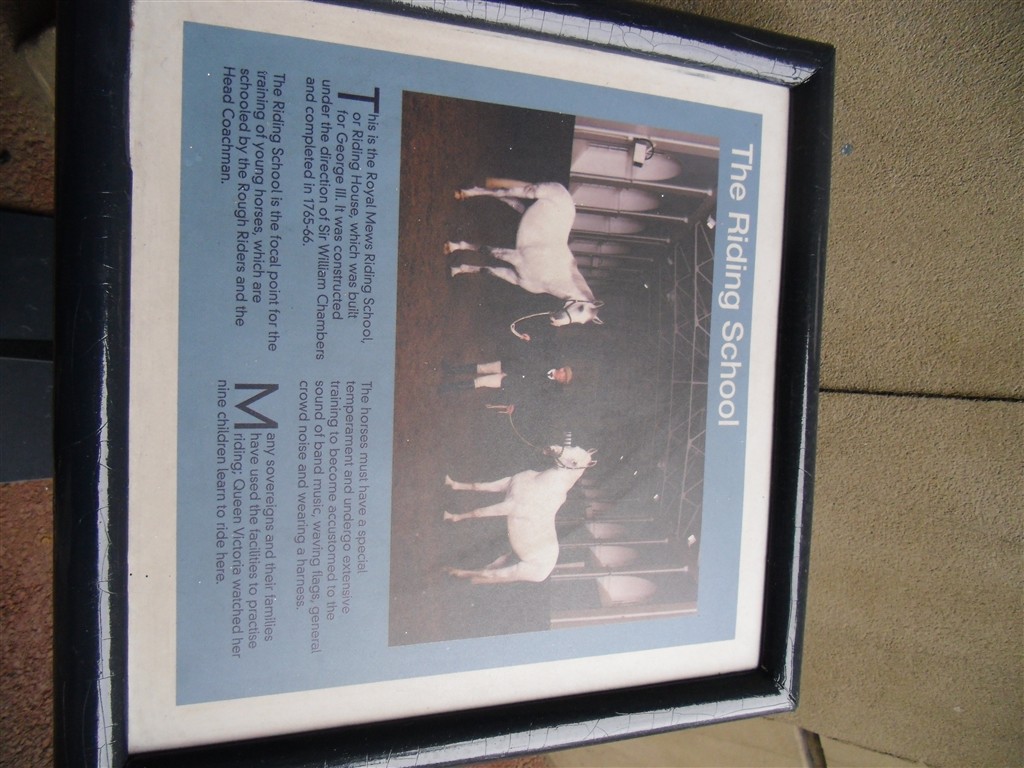 The Riding School
This is the Royal Mews Riding School,
or Riding House, which was built
for George III. It was constructed
under the direction of Sir William Chambers
and completed in 1765-66.
The Riding School is the focal point for the
training of young horses, which are
schooled by the Rough Riders and the
Head Coachman.
The horses must have a special
temperament and undergo extensive
training to become accustomed to the
sound of band music, waving flags, general
crowd noise and wearing a harness.
Many sovereigns and their families
have used the facilities to practise
riding; Queen Victoria watched her
nine children learn to ride here.